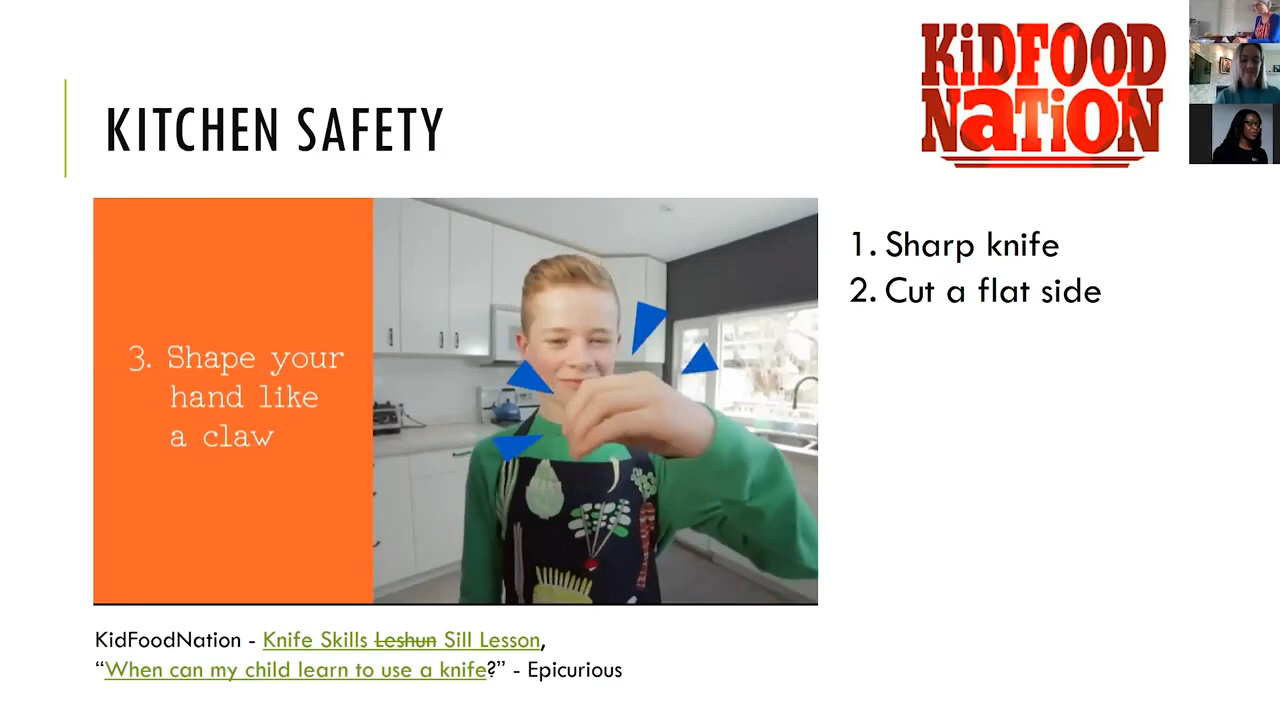 KiDFOOD
NaTiON
KITCHEN SAFETY
3. Shape your
hand like
a claw
1. Sharp knife
2. Cut a flat side
KidFoodNation - Knife Skills Leshun Sill Lesson,
“When can my child learn to use a knife?” - Epicurious